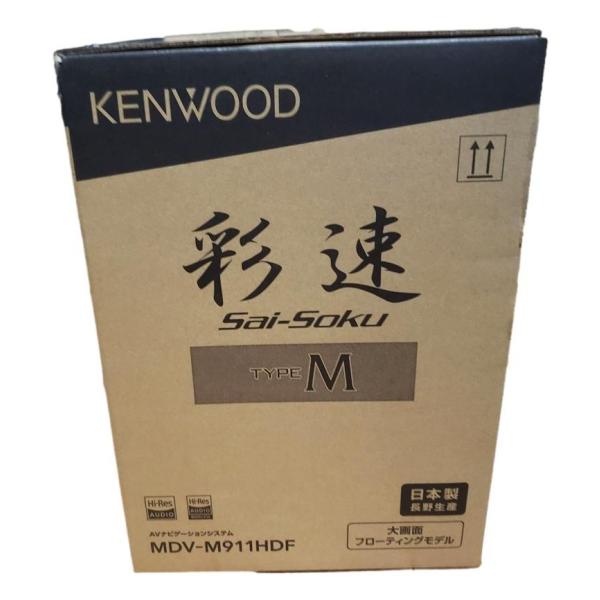 KENWOOD
彩速
Sai-Soku
TYPE M
Hi-Res
AUDIO
Hi-Res
AUDIO
WIRELESS
日本製
長野生産
AVナビゲーションシステム
MDV-M911HDF
大画面
フローティングモデル